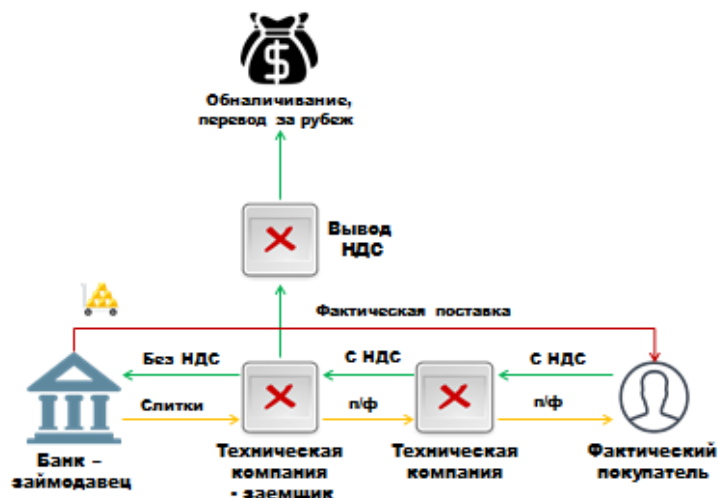 Обналичивание,
перевод за рубеж
Вывод
НДС
Фактическая поставка
Без НДС
С НДС
С НДС
Слитки
п/ф
п/ф
Банк –
займодавец
Техническая
компания
- заемщик
Техническая
компания
Фактический
покупатель